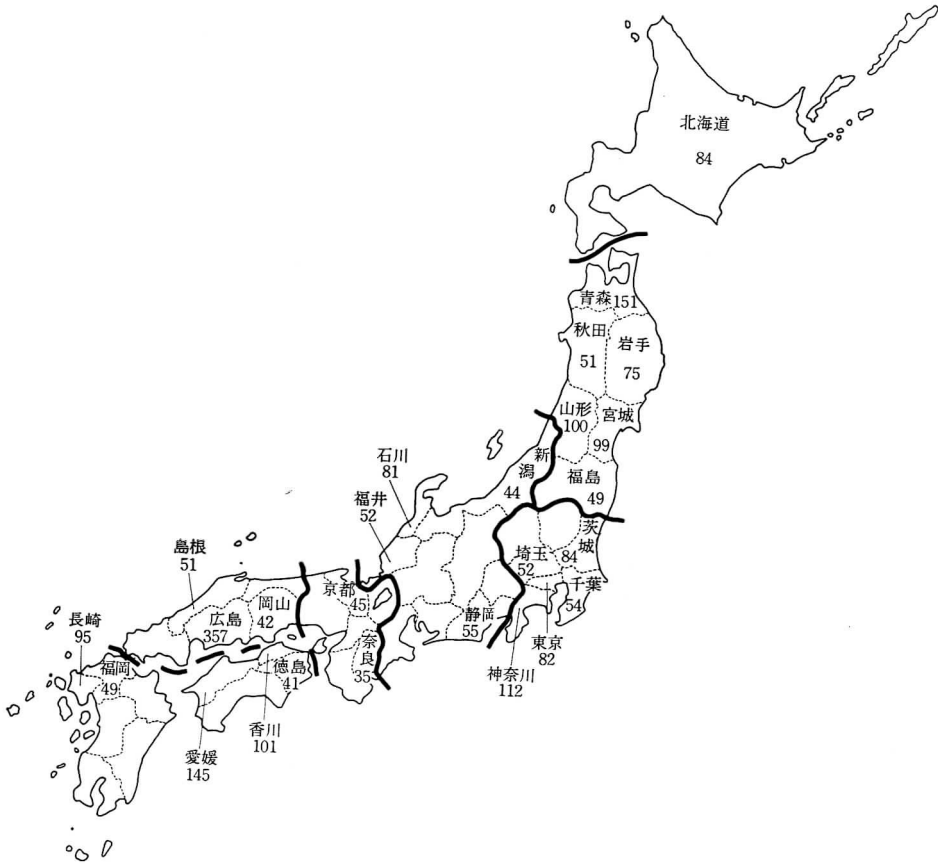 北海道
84
青森151
秋田
51
岩手
75
山形
100
宮城
99
新潟
44
福島
49
石川
81
福井
52
茨城
84
埼玉
52
千葉
54
東京
82
神奈川
112
静岡
55
島根
51
岡山
42
広島
357
京都
45
奈良
35
長崎
95
福岡
49
徳島
41
香川
101
愛媛
145